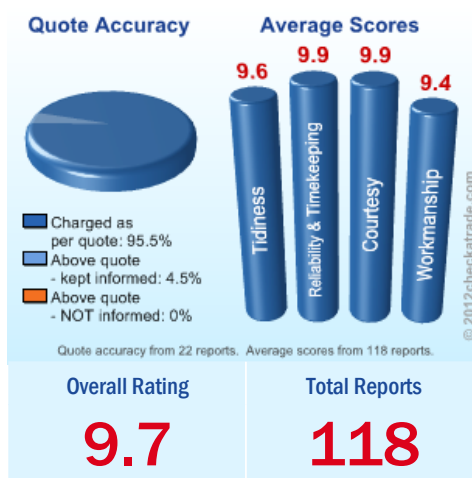 Quote Accuracy
Charged as
per quote: 95.5%
Above quote
- kept informed: 4.5%
Above quote
- NOT informed: 0%
Average Scores
9.6
9.9
9.9
9.4
Tidiness
Reliability & Timekeeping
Courtesy
Workmanship
© 2012checkatrade.com
Quote accuracy from 22 reports. Average scores from 118 reports.
Overall Rating
9.7
Total Reports
118